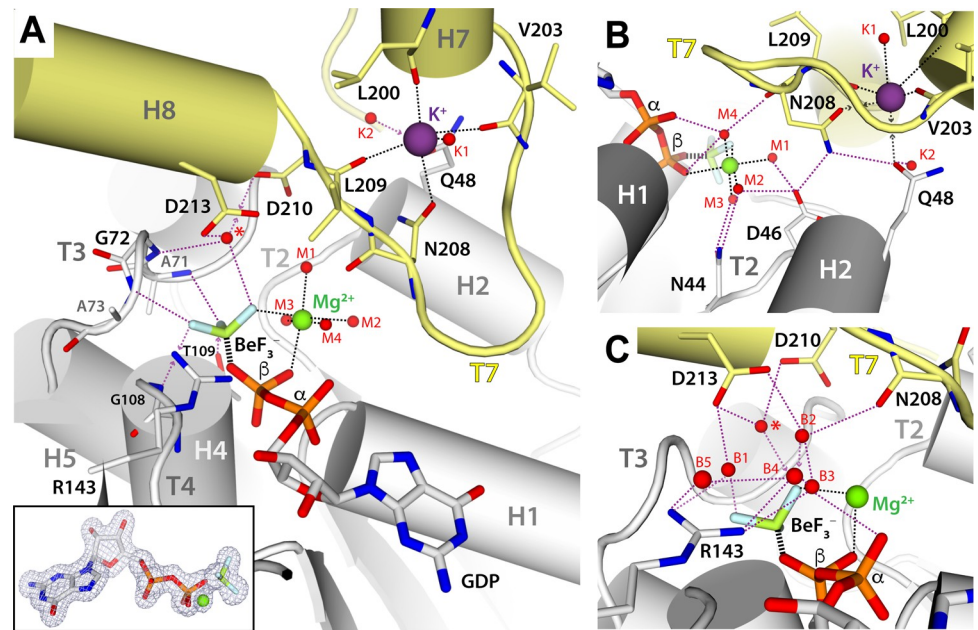 A
H7
V203
L200
K⁺
K2
K1
H8
L209
Q48
D213
D210
*
N208
G72
T3
A71
T2
H2
M1
M3
Mg²⁺
M2
M4
A73
BeF₃⁻
T109
β
T7
α
G108
H4
H5
T4
R143
H1
GDP
B
T7
L209
K1
L200
K⁺
α
N208
M4
β
V203
M1
K2
M2
H1
M3
Q48
D46
T2
H2
N44
C
D210
T7
D213
N208
*
B2
T2
T3
B1
B5
B4
B3
Mg²⁺
BeF₃⁻
R143
β
α